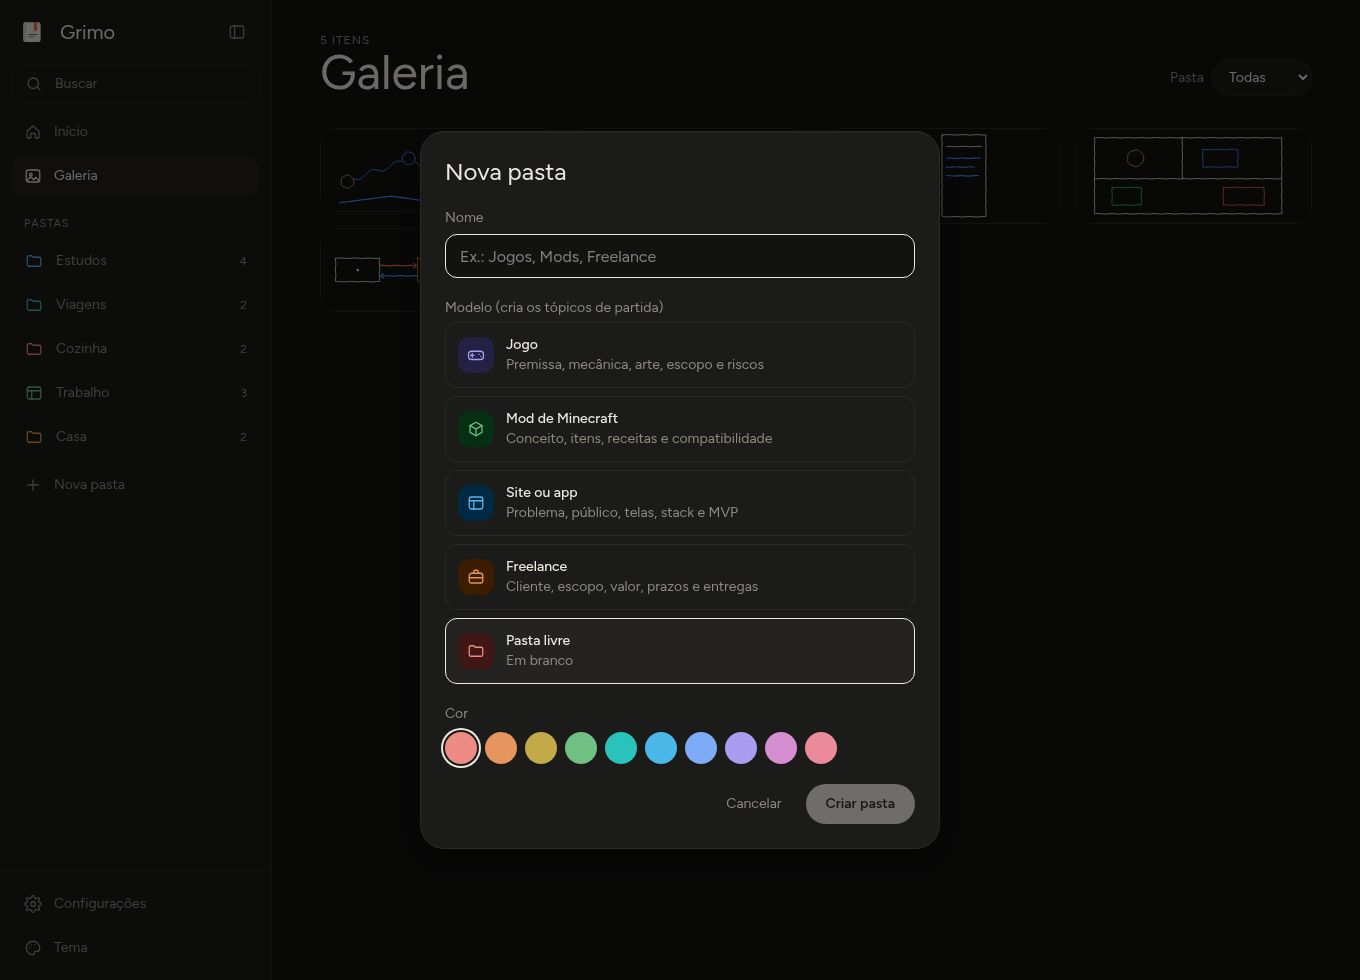 Grimo
Buscar
Início
Galeria
PASTAS
Estudos 4
Viagens 2
Cozinha 2
Trabalho 3
Casa 2
Nova pasta
Configurações
Tema
5 ITENS
Galeria
Pasta Todas
Nova pasta
Nome
Ex.: Jogos, Mods, Freelance
Modelo (cria os tópicos de partida)
Jogo
Premissa, mecânica, arte, escopo e riscos
Mod de Minecraft
Conceito, itens, receitas e compatibilidade
Site ou app
Problema, público, telas, stack e MVP
Freelance
Cliente, escopo, valor, prazos e entregas
Pasta livre
Em branco
Cor
Cancelar
Criar pasta